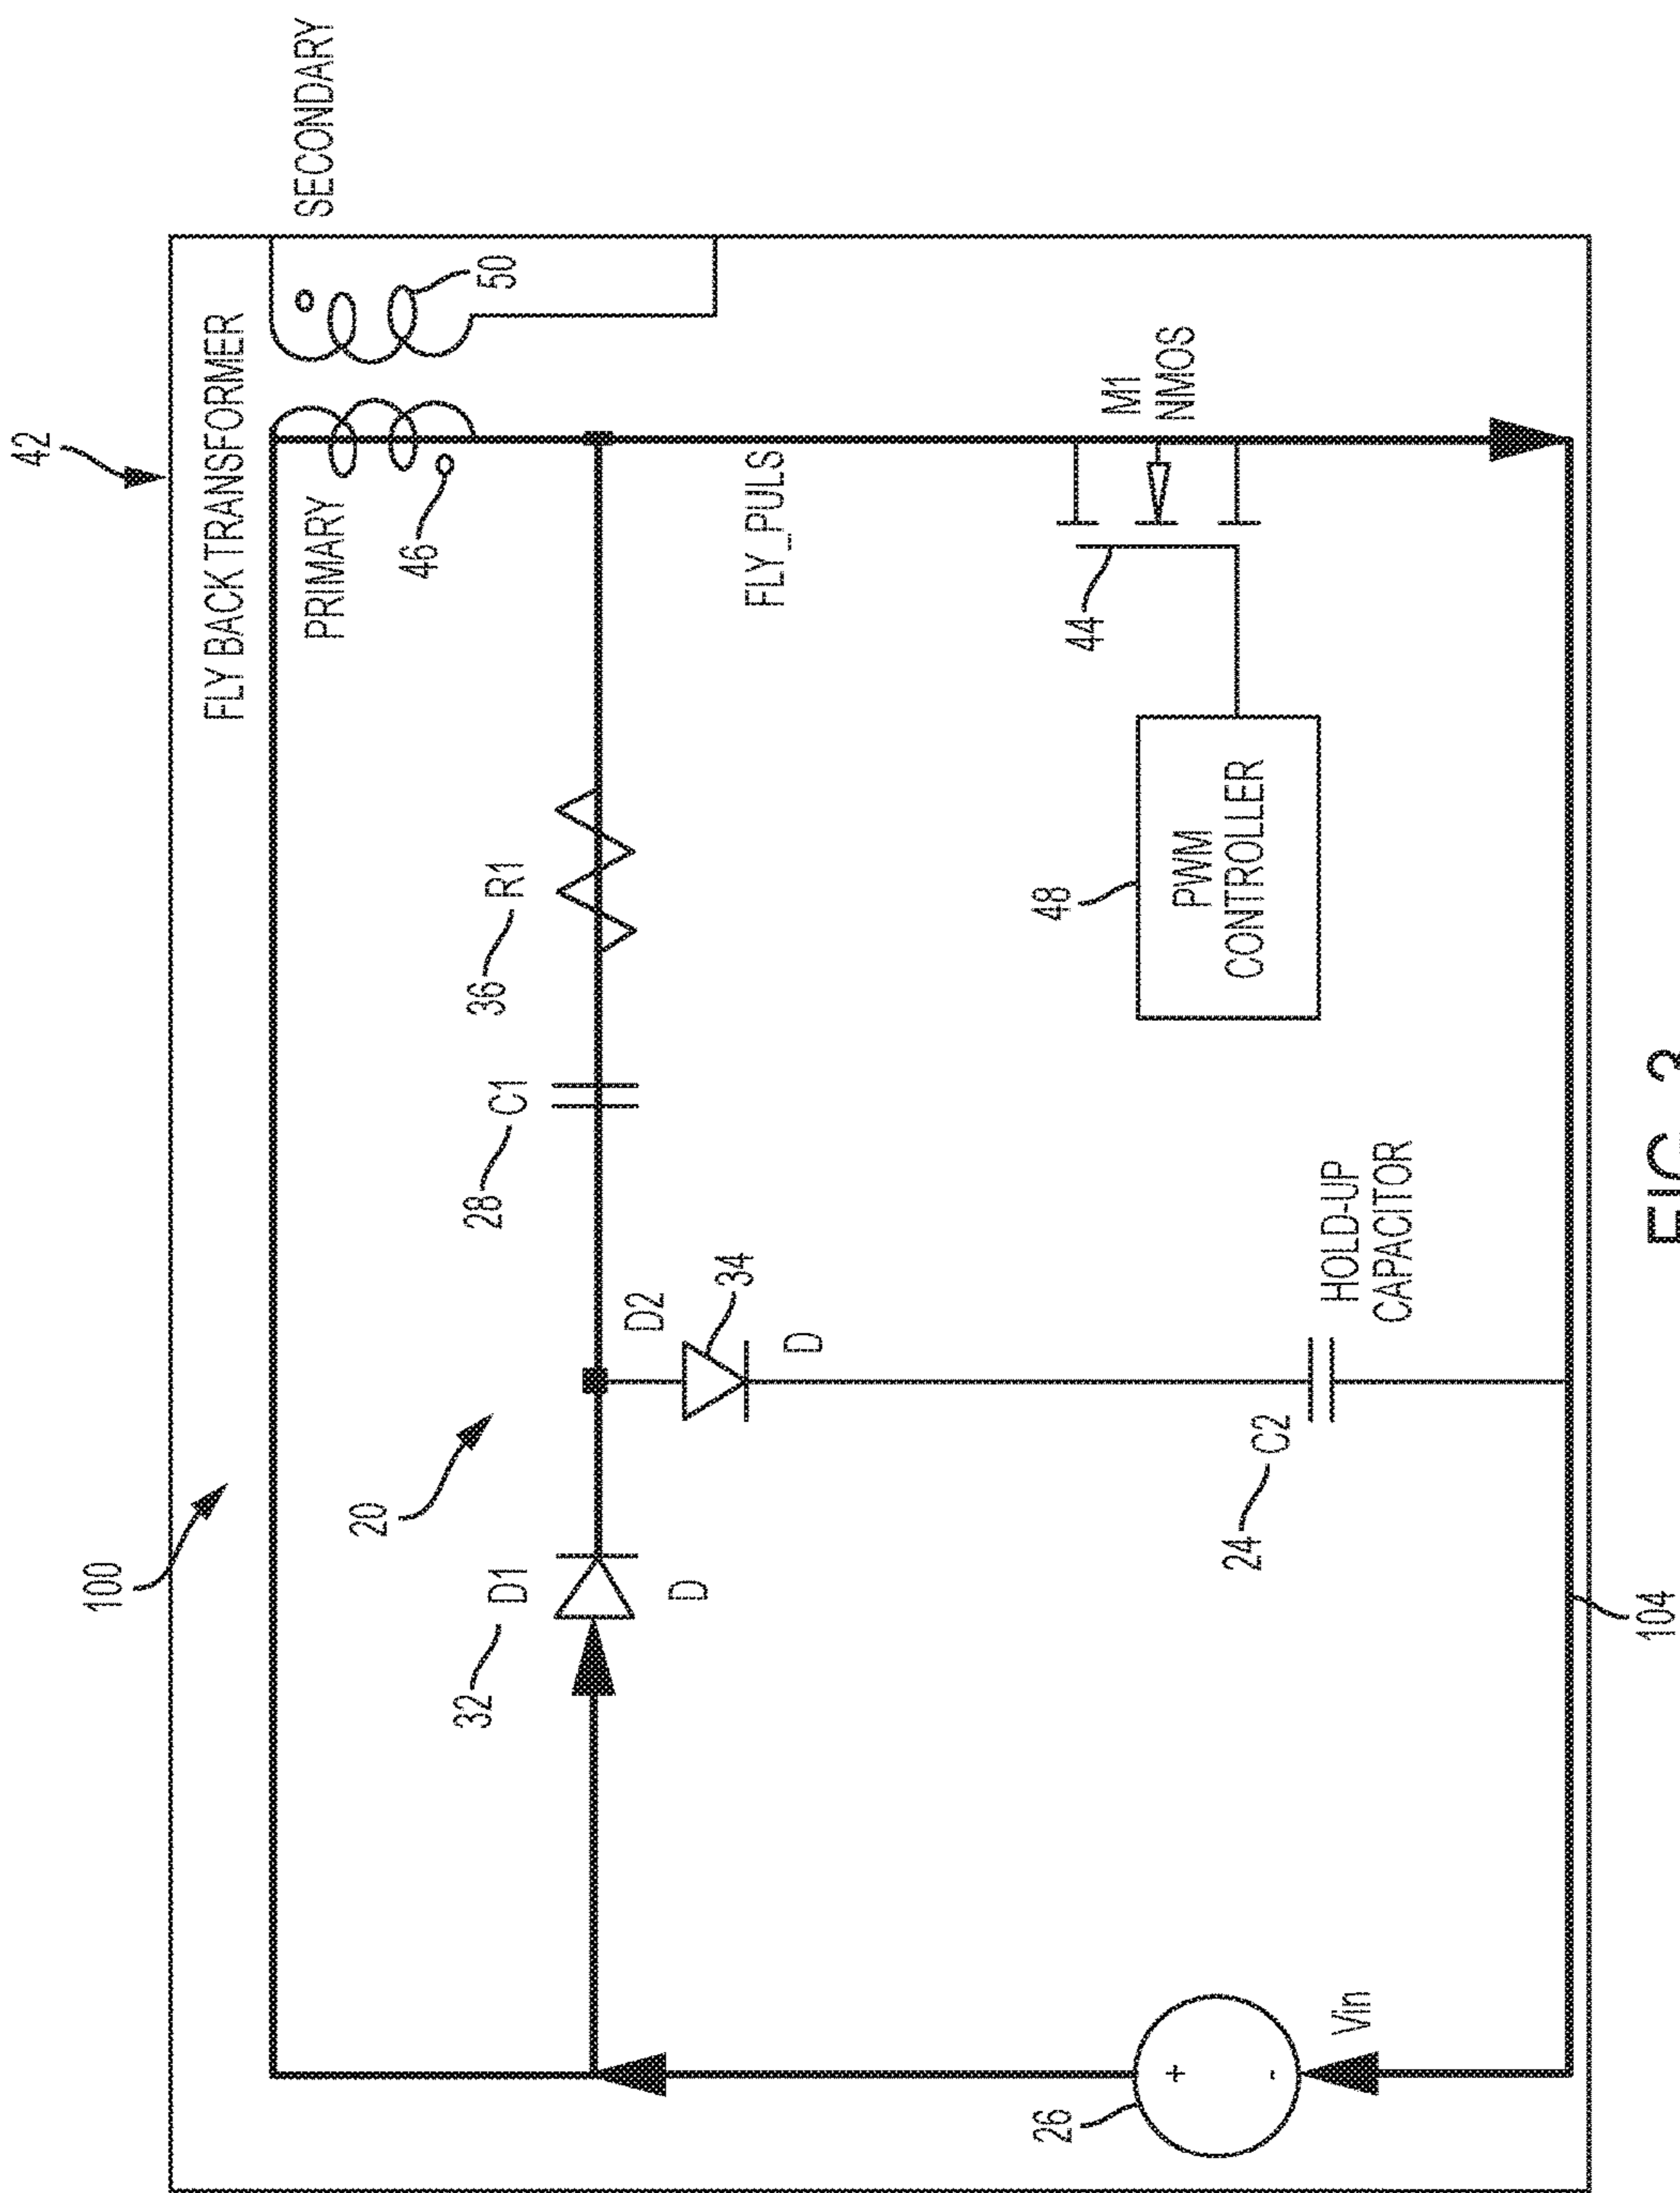 42
100
SECONDARY
FLY BACK TRANSFORMER
PRIMARY
20
46
50
32
D1
28
C1
36
R1
D2
34
D
D
FLY_PULS
26
48
44
M1
NMOS
PWM
CONTROLLER
24
C2
+
-
Vin
HOLD-UP
CAPACITOR
104
FIG.